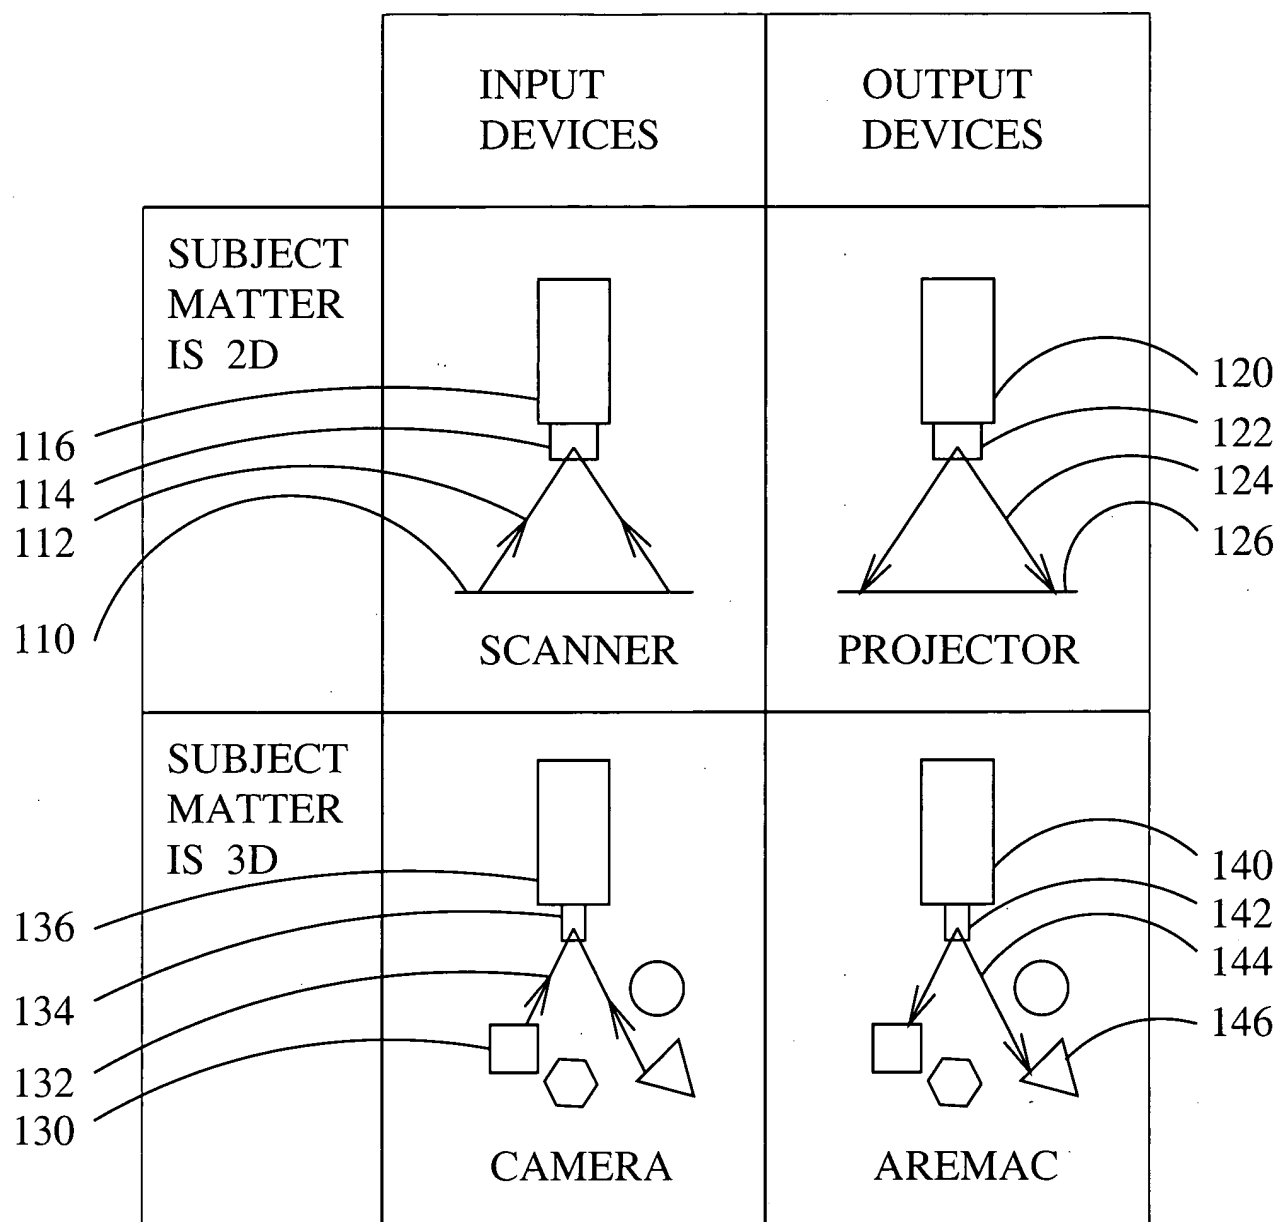 INPUT
DEVICES
OUTPUT
DEVICES
SUBJECT
MATTER
IS 2D
116
114
112
110
120
122
124
126
SCANNER
PROJECTOR
SUBJECT
MATTER
IS 3D
136
134
132
130
140
142
144
146
CAMERA
AREMAC